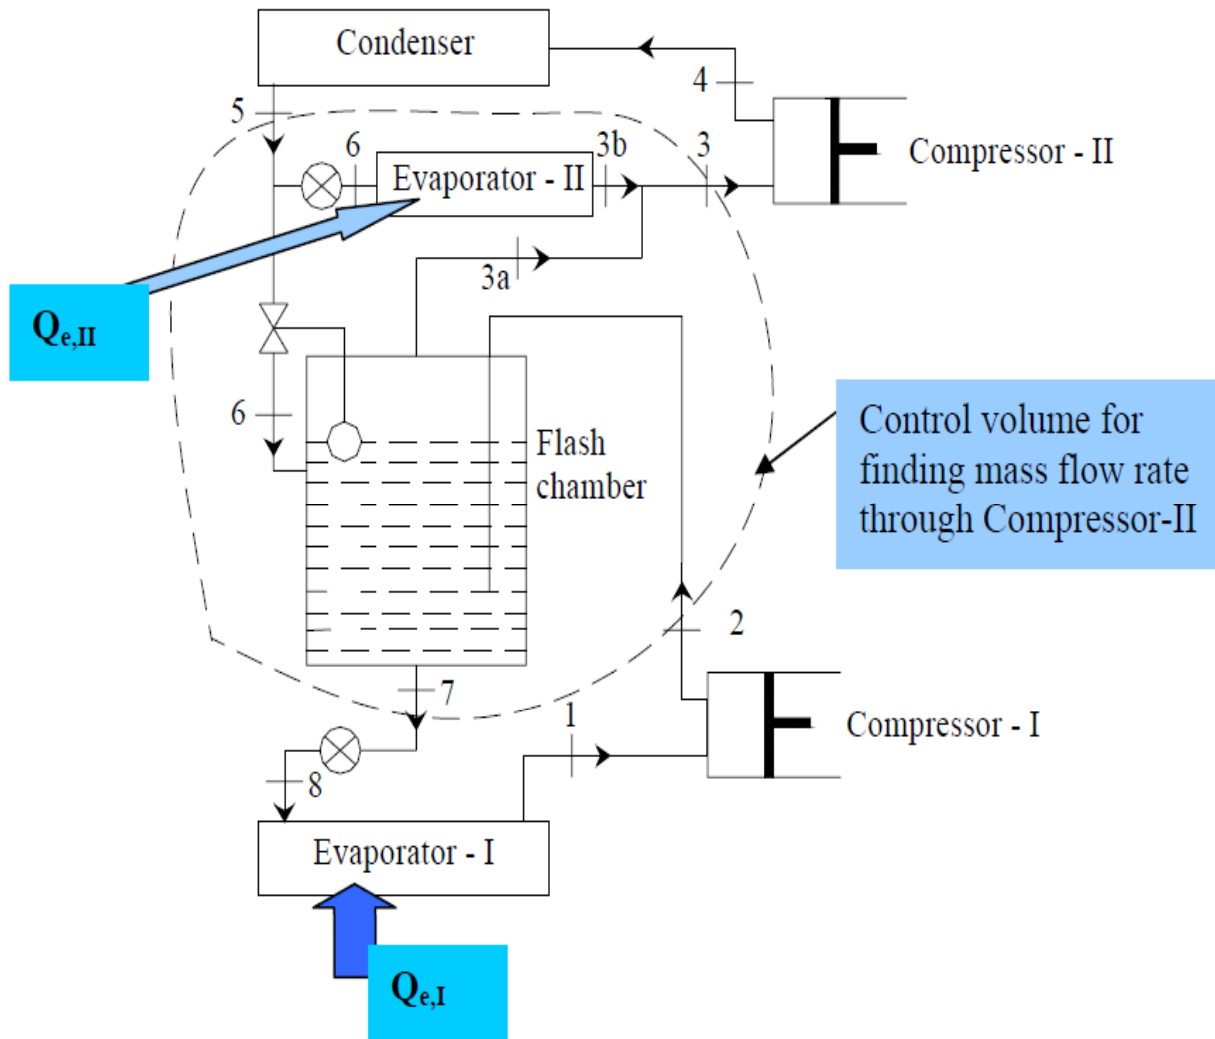 Condenser
4
5
6
3b
3
Compressor - II
Evaporator - II
3a
Qe,II
6
Flash
chamber
Control volume for
finding mass flow rate
through Compressor-II
2
7
1
Compressor - I
8
Evaporator - I
Qe,I